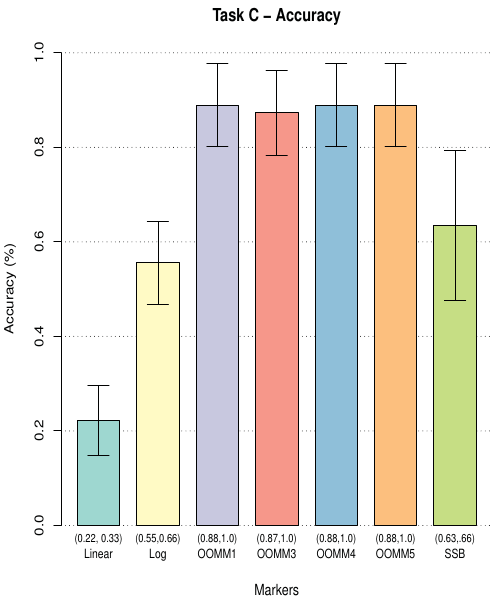 Task C – Accuracy
1.0
0.8
0.6
0.4
0.2
0.0
Accuracy (%)
(0.22, 0.33) (0.55,0.66) (0.88,1.0) (0.87,1.0) (0.88,1.0) (0.88,1.0) (0.63,.66)
Linear Log OOMM1 OOMM3 OOMM4 OOMM5 SSB
Markers